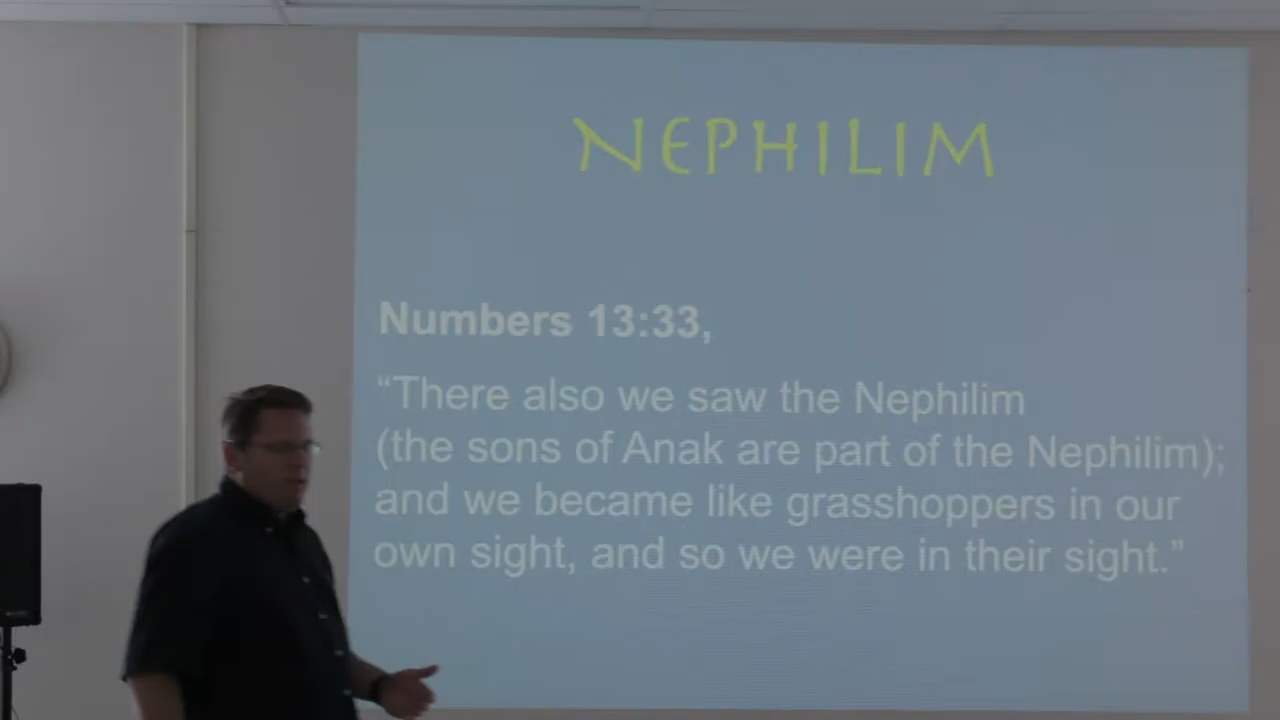 NEPHILIM
Numbers 13:33,
“There also we saw the Nephilim
(the sons of Anak are part of the Nephilim);
and we became like grasshoppers in our
own sight, and so we were in their sight.”